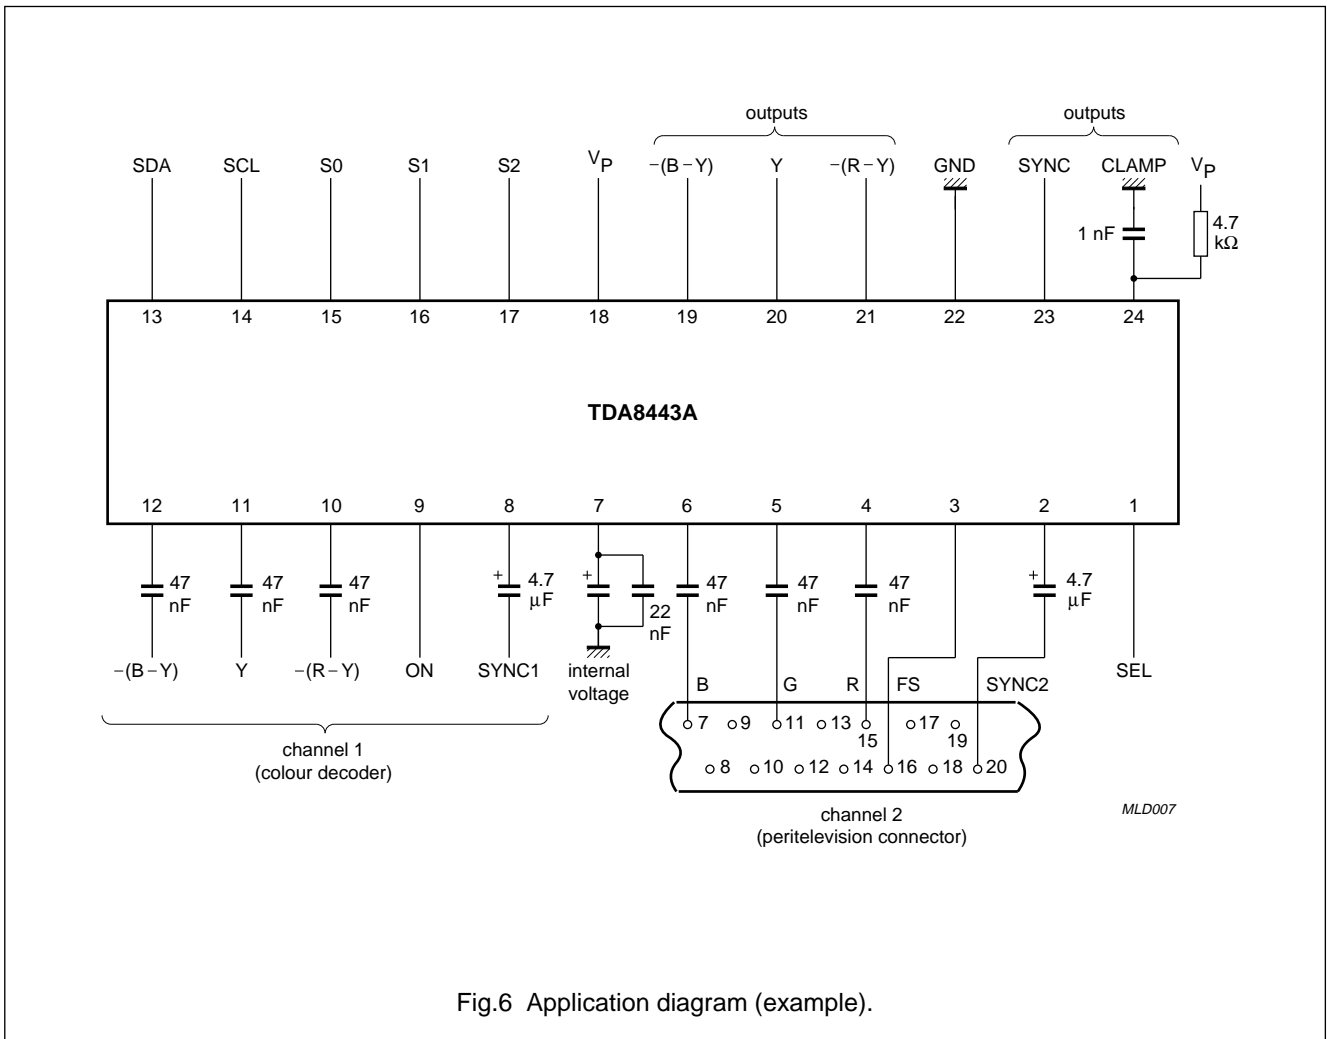 outputs
outputs
SDA SCL S0 S1 S2 VP −(B−Y) Y −(R−Y) GND SYNC CLAMP VP
1 nF
4.7
kΩ
13 14 15 16 17 18 19 20 21 22 23 24
TDA8443A
12 11 10 9 8 7 6 5 4 3 2 1
47
nF
47
nF
47
nF
+
4.7
μF
+
22
nF
47
nF
47
nF
47
nF
+
4.7
μF
−(B−Y) Y −(R−Y) ON SYNC1
internal
voltage
B G R FS SYNC2
SEL
7 9 11 13 15 17 19
8 10 12 14 16 18 20
channel 1
(colour decoder)
channel 2
(peritelevision connector)
MLD007
Fig.6 Application diagram (example).